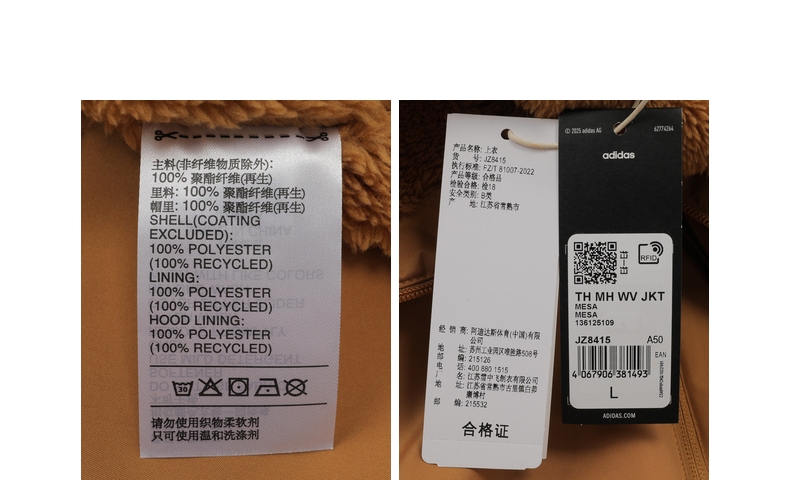 主料(非纤维物质除外):
100% 聚酯纤维(再生)
里料: 100% 聚酯纤维(再生)
帽里: 100% 聚酯纤维(再生)
SHELL(COATING
EXCLUDED):
100% POLYESTER
(100% RECYCLED)
LINING:
100% POLYESTER
(100% RECYCLED)
HOOD LINING:
100% POLYESTER
(100% RECYCLED)
请勿使用织物柔软剂
只可使用温和洗涤剂
产品名称: 上衣
货 号: JZ8415
执行标准: FZ/T 81007-2022
产品等级: 合格品
检验合格: 检18
安全类别: B类
产 地: 江苏省常熟市
经 销 商: 阿迪达斯体育(中国)有限
公司
地 址: 苏州工业园区唯胜路508号
邮 编: 215126
电 话: 400 880 1515
厂 名: 江苏雪中飞制衣有限公司
地 址: 江苏省常熟市古里镇白茆
康博村
邮 编: 215532
合格证
© 2025 adidas AG
62774264
adidas
RFID
TH MH WV JKT
MESA
MESA
136125109
JZ8415 A50
EAN
4 067906 381493
L
ADIDAS.COM